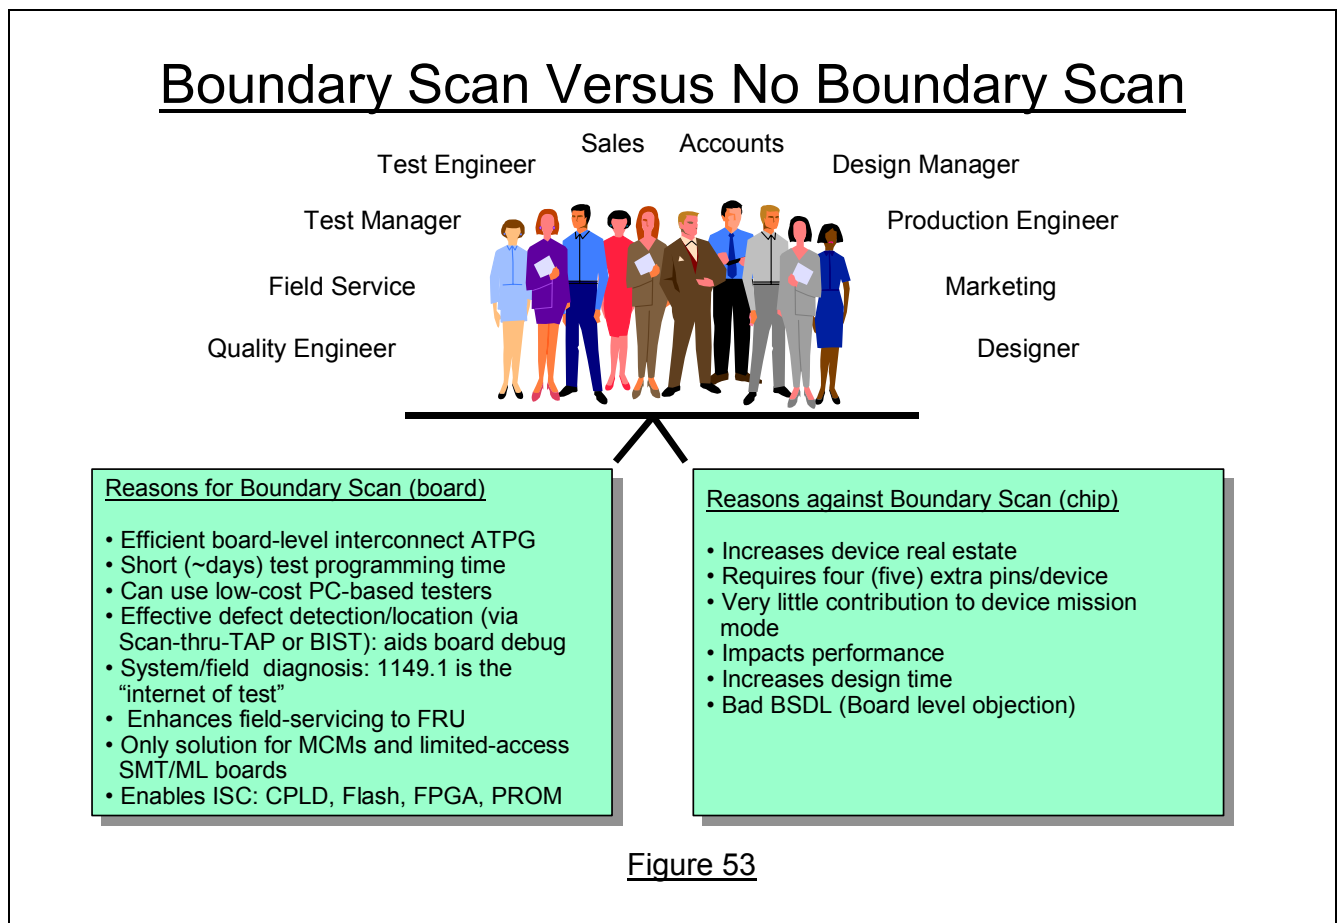 Boundary Scan Versus No Boundary Scan
Sales Accounts
Test Engineer
Design Manager
Test Manager
Production Engineer
Field Service
Marketing
Quality Engineer
Designer
Reasons for Boundary Scan (board)
• Efficient board-level interconnect ATPG
• Short (~days) test programming time
• Can use low-cost PC-based testers
• Effective defect detection/location (via
Scan-thru-TAP or BIST): aids board debug
• System/field diagnosis: 1149.1 is the
“internet of test”
• Enhances field-servicing to FRU
• Only solution for MCMs and limited-access
SMT/ML boards
• Enables ISC: CPLD, Flash, FPGA, PROM
Reasons against Boundary Scan (chip)
• Increases device real estate
• Requires four (five) extra pins/device
• Very little contribution to device mission
mode
• Impacts performance
• Increases design time
• Bad BSDL (Board level objection)
Figure 53